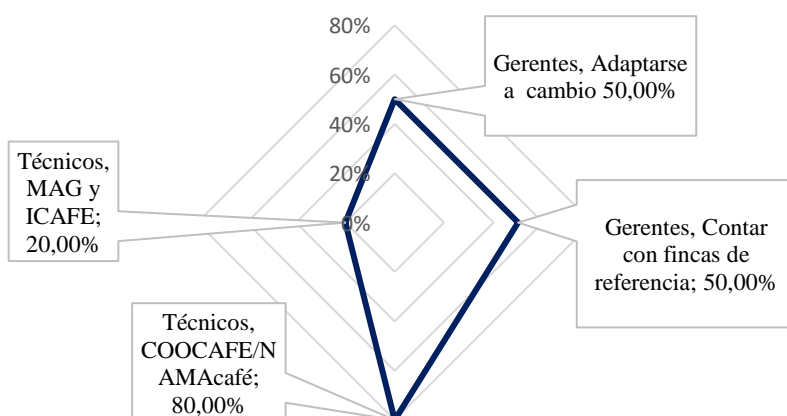 80%
60%
40%
20%
0%
Gerentes, Adaptarse
a cambio 50,00%
Gerentes, Contar
con fincas de
referencia; 50,00%
Técnicos,
MAG y
ICAFE;
20,00%
Técnicos,
COOCAFE/N
AMAcafé;
80,00%